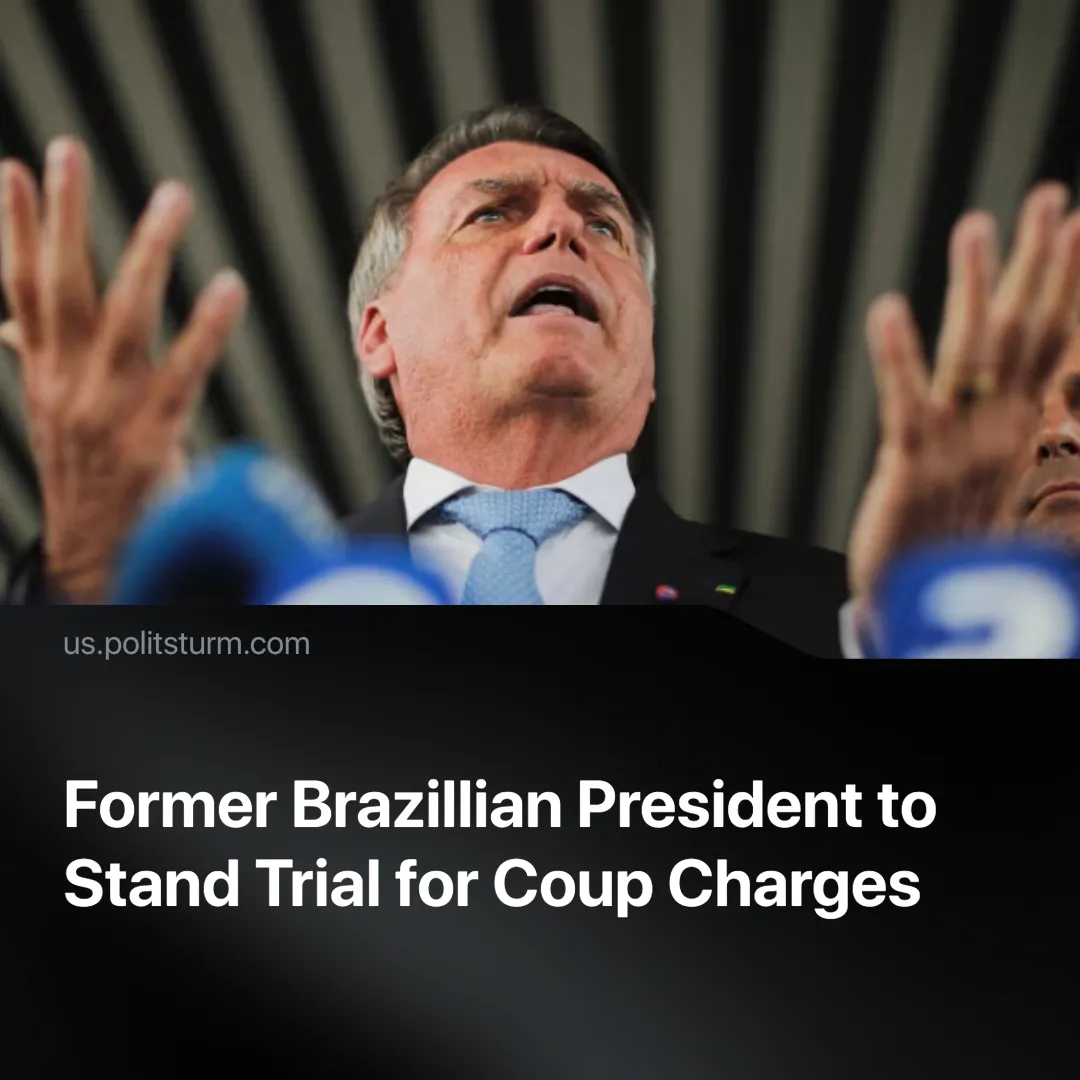 us.politsturm.com
Former Brazillian President to
Stand Trial for Coup Charges